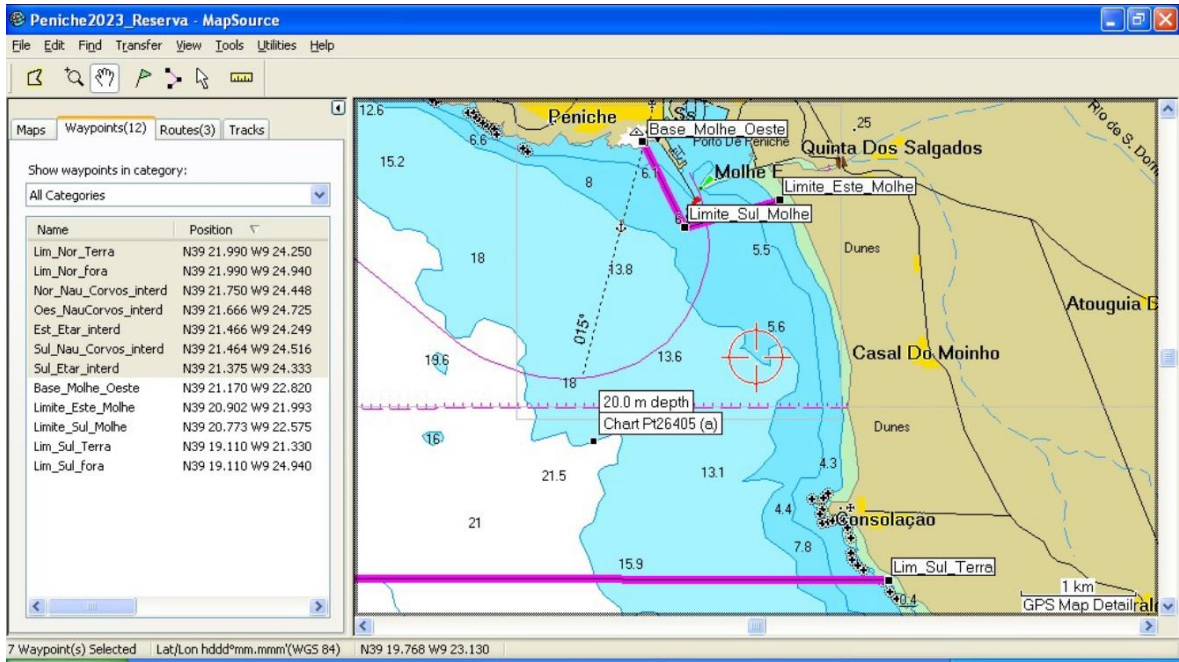 Peniche2023_Reserva - MapSource
File Edit Find Transfer View Tools Utilities Help
Maps Waypoints(12) Routes(3) Tracks
Show waypoints in category:
All Categories
Name Position
Lim_Nor_Terra N39 21.990 W9 24.250
Lim_Nor_fora N39 21.990 W9 24.940
Nor_Nau_Corvos_interd N39 21.750 W9 24.448
Oes_NauCorvos_interd N39 21.666 W9 24.725
Est_Etar_interd N39 21.466 W9 24.249
Sul_Nau_Corvos_interd N39 21.464 W9 24.516
Sul_Etar_interd N39 21.375 W9 24.333
Base_Molhe_Oeste N39 21.170 W9 22.820
Limite_Este_Molhe N39 20.902 W9 21.993
Limite_Sul_Molhe N39 20.773 W9 22.575
Lim_Sul_Terra N39 19.110 W9 21.330
Lim_Sul_fora N39 19.110 W9 24.940
12.6
Peniche
Ss
Rio de S. Dom
Base_Molhe_Oeste
.25
6.6
Porto De Peniche
Quinta Dos Salgados
15.2
6.1
Molhe E
8
Limite_Este_Molhe
Limite_Sul_Molhe
18
5.5
Dunes
13.8
Atouguia D
015°
5.6
19.6
13.6
Casal Do Moinho
18
20.0 m depth
Chart Pt26405 (a)
16
Dunes
21.5
13.1
4.3
4.4
Consolaçao
21
7.8
15.9
Lim_Sul_Terra
0.4
1 km
GPS Map Detail
7 Waypoint(s) Selected Lat/Lon hddd°mm.mmm'(WGS 84) N39 19.768 W9 23.130